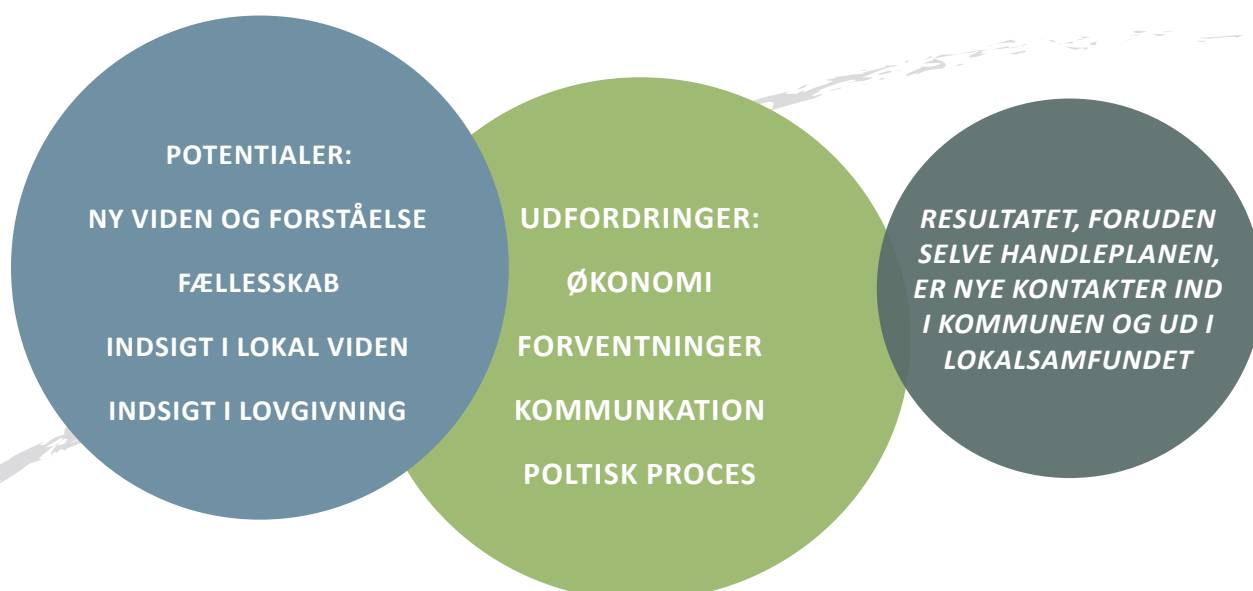 POTENTIALER:
NY VIDEN OG FORSTÅELSE
FÆLLESSKAB
INDSIGT I LOKAL VIDEN
INDSIGT I LOVGIVNING
UDFORDRINGER:
ØKONOMI
FORVENTNINGER
KOMMUNKATION
POLTISK PROCES
RESULTATET, FORUDEN
SELVE HANDLEPLANEN,
ER NYE KONTAKTER IND
I KOMMUNEN OG UD I
LOKALSAMFUNDET